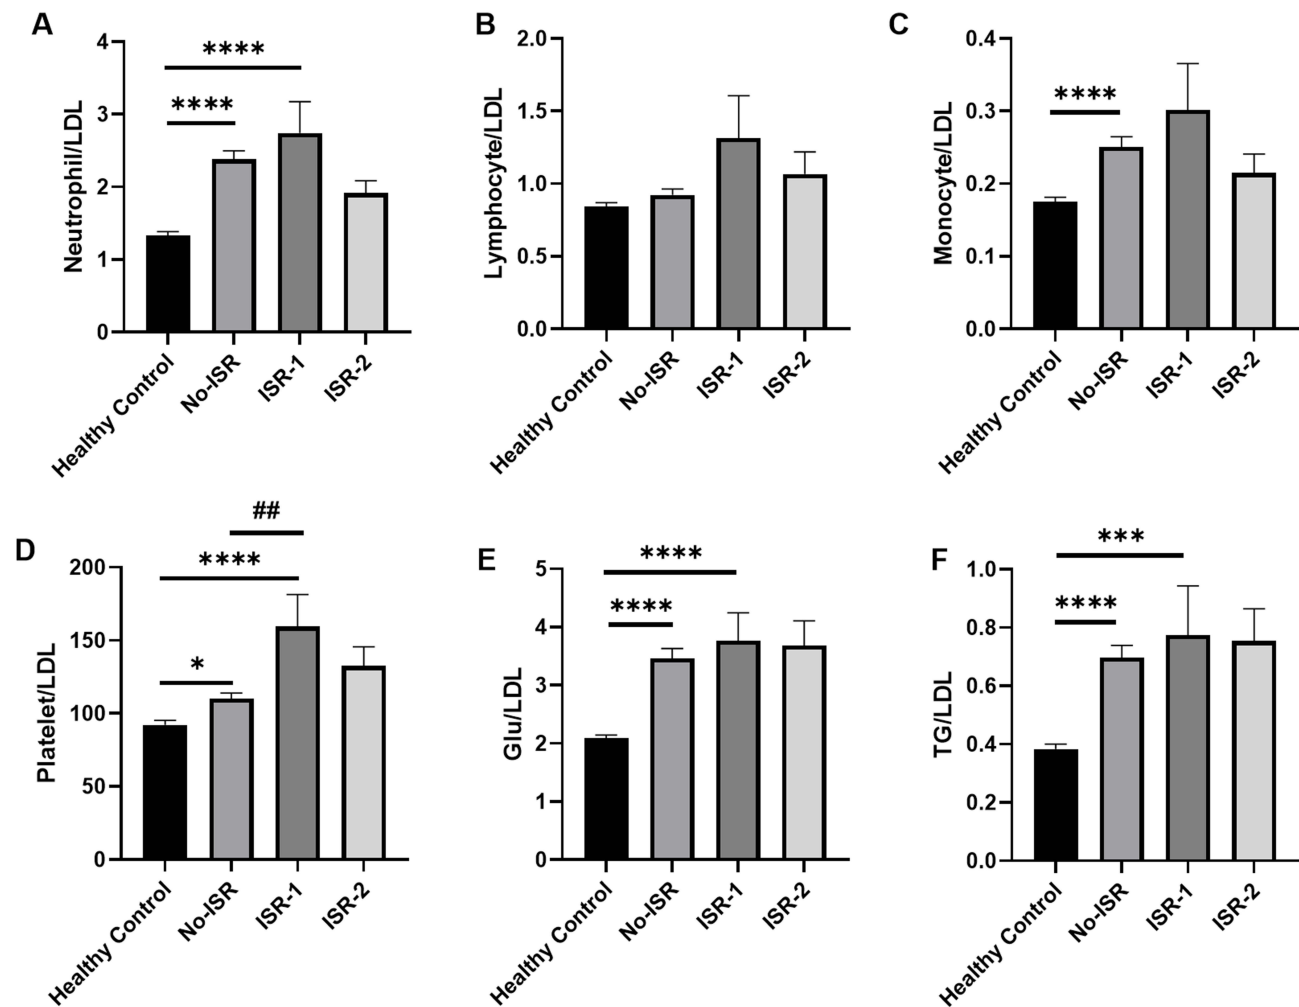 A
Neutrophil/LDL
4
3
2
1
0
****
****
Healthy Control
No-ISR
ISR-1
ISR-2
B
Lymphocyte/LDL
2.0
1.5
1.0
0.5
0.0
Healthy Control
No-ISR
ISR-1
ISR-2
C
Monocyte/LDL
0.4
0.3
0.2
0.1
0.0
****
Healthy Control
No-ISR
ISR-1
ISR-2
D
Platelet/LDL
200
150
100
50
0
##
****
*
Healthy Control
No-ISR
ISR-1
ISR-2
E
Glu/LDL
5
4
3
2
1
0
****
****
Healthy Control
No-ISR
ISR-1
ISR-2
F
TG/LDL
1.0
0.8
0.6
0.4
0.2
0.0
***
****
Healthy Control
No-ISR
ISR-1
ISR-2